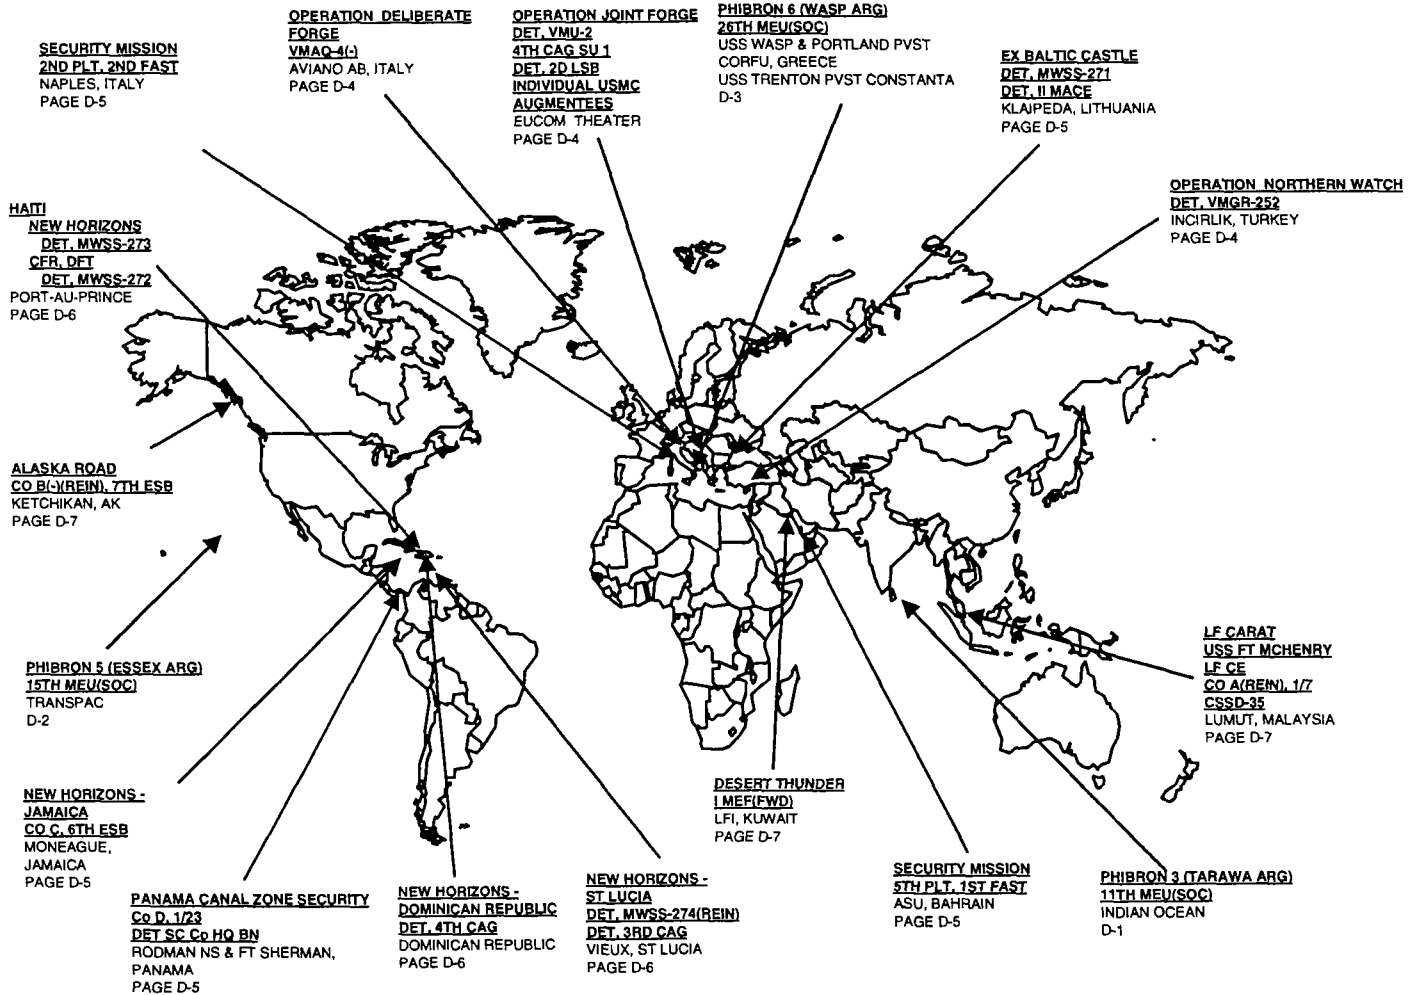 SECURITY MISSION
2ND PLT, 2ND FAST
NAPLES, ITALY
PAGE D-5
OPERATION DELIBERATE
FORGE
VMAQ-4(-)
AVIANO AB, ITALY
PAGE D-4
OPERATION JOINT FORGE
DET, VMU-2
4TH CAG SU 1
DET, 2D LSB
INDIVIDUAL USMC
AUGMENTEES
EUCOM THEATER
PAGE D-4
PHIBRON 6 (WASP ARG)
26TH MEU(SOC)
USS WASP & PORTLAND PVST
CORFU, GREECE
USS TRENTON PVST CONSTANTA
D-3
EX BALTIC CASTLE
DET, MWSS-271
DET, II MACE
KLAIPEDA, LITHUANIA
PAGE D-5
OPERATION NORTHERN WATCH
DET, VMGR-252
INCIRLIK, TURKEY
PAGE D-4
HAITI
NEW HORIZONS
DET, MWSS-273
CFR, DFT
DET, MWSS-272
PORT-AU-PRINCE
PAGE D-6
ALASKA ROAD
CO B(-)(REIN), 7TH ESB
KETCHIKAN, AK
PAGE D-7
PHIBRON 5 (ESSEX ARG)
15TH MEU(SOC)
TRANSPAC
D-2
LF CARAT
USS FT MCHENRY
LF CE
CO A(REIN), 1/7
CSSD-35
LUMUT, MALAYSIA
PAGE D-7
NEW HORIZONS -
JAMAICA
CO C, 6TH ESB
MONEAGUE,
JAMAICA
PAGE D-5
PANAMA CANAL ZONE SECURITY
Co D, 1/23
DET SC Co HQ BN
RODMAN NS & FT SHERMAN,
PANAMA
PAGE D-5
NEW HORIZONS -
DOMINICAN REPUBLIC
DET, 4TH CAG
DOMINICAN REPUBLIC
PAGE D-6
NEW HORIZONS -
ST LUCIA
DET, MWSS-274(REIN)
DET, 3RD CAG
VIEUX, ST LUCIA
PAGE D-6
DESERT THUNDER
I MEF(FWD)
LFI, KUWAIT
PAGE D-7
SECURITY MISSION
5TH PLT, 1ST FAST
ASU, BAHRAIN
PAGE D-5
PHIBRON 3 (TARAWA ARG)
11TH MEU(SOC)
INDIAN OCEAN
D-1